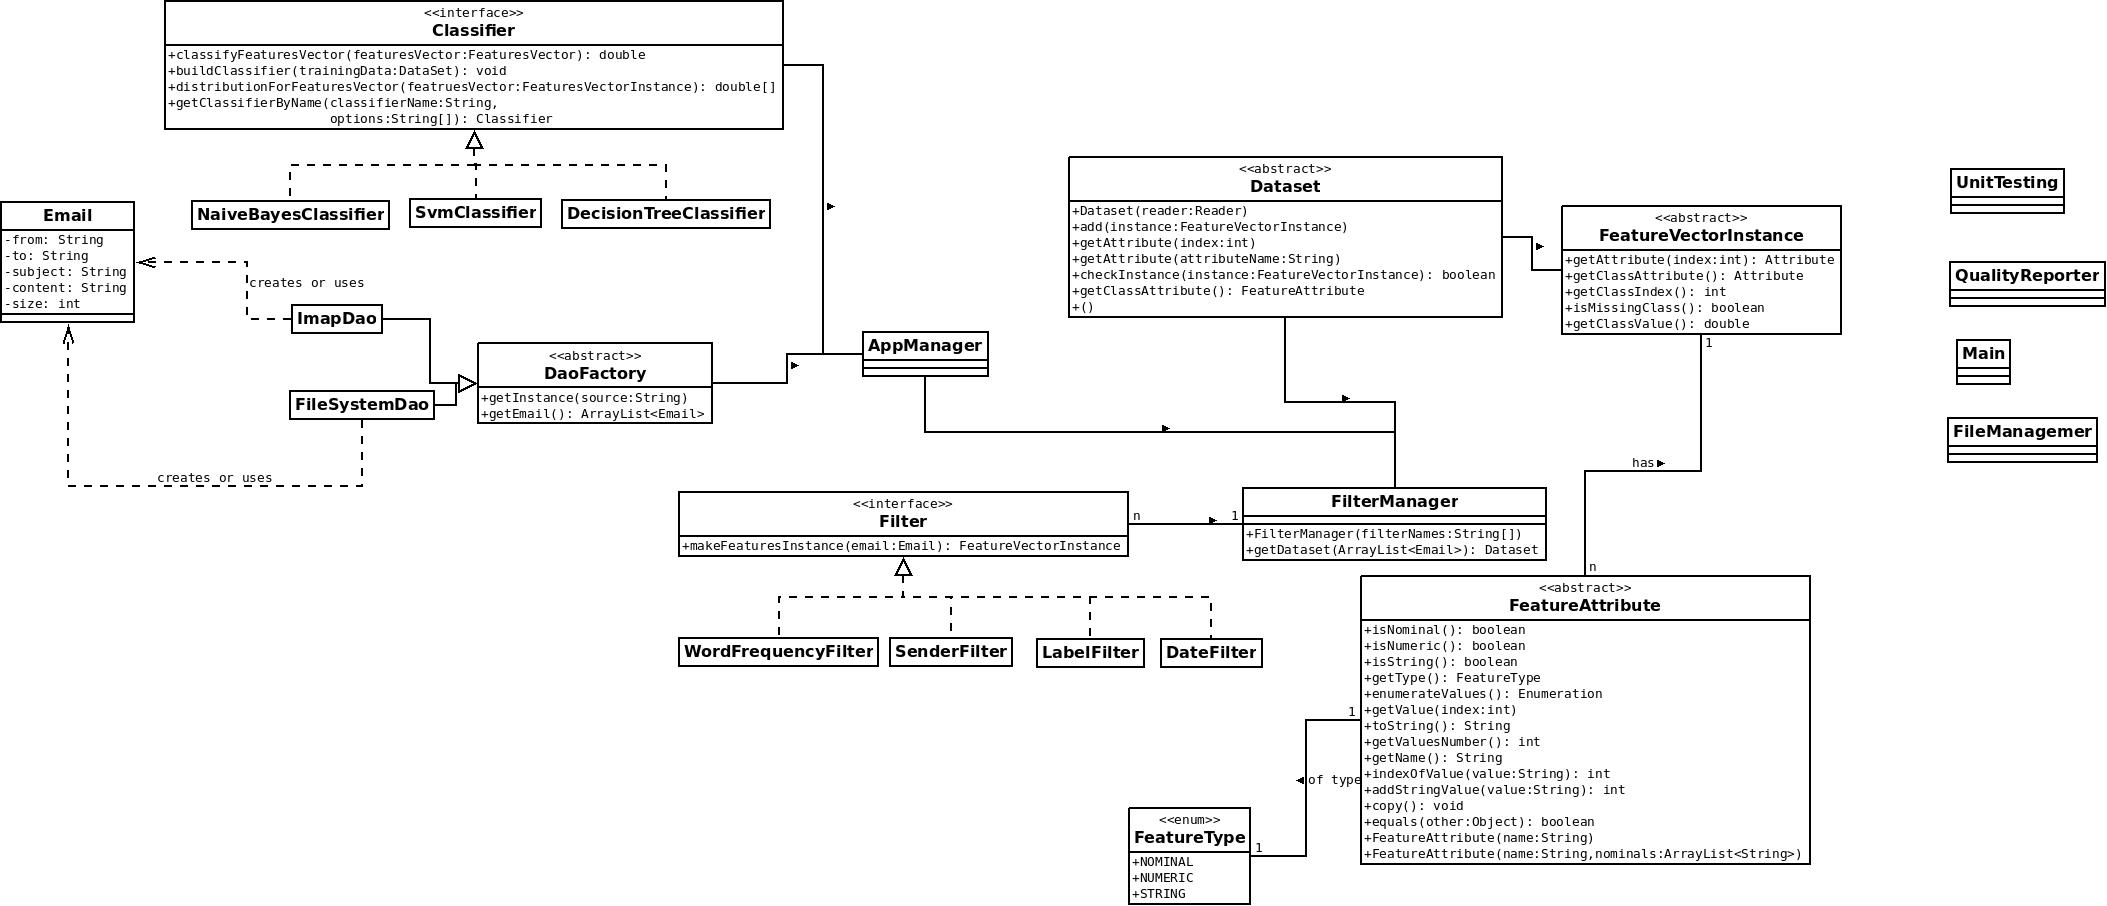 <<interface>>
Classifier
+classifyFeaturesVector(featuresVector:FeaturesVector): double
+buildClassifier(trainingData:DataSet): void
+distributionForFeaturesVector(featruesVector:FeaturesVectorInstance): double[]
+getClassifierByName(classifierName:String,
options:String[]): Classifier
NaiveBayesClassifier
SvmClassifier
DecisionTreeClassifier
Email
-from: String
-to: String
-subject: String
-content: String
-size: int
creates or uses
ImapDao
FileSystemDao
creates or uses
<<abstract>>
DaoFactory
+getInstance(source:String)
+getEmail(): ArrayList<Email>
AppManager
<<abstract>>
Dataset
+Dataset(reader:Reader)
+add(instance:FeatureVectorInstance)
+getAttribute(index:int)
+getAttribute(attributeName:String)
+checkInstance(instance:FeatureVectorInstance): boolean
+getClassAttribute(): FeatureAttribute
+()
<<abstract>>
FeatureVectorInstance
+getAttribute(index:int): Attribute
+getClassAttribute(): Attribute
+getClassIndex(): int
+isMissingClass(): boolean
+getClassValue(): double
1
has
n
UnitTesting
QualityReporter
Main
FileManagemer
<<interface>>
Filter
+makeFeaturesInstance(email:Email): FeatureVectorInstance
n
1
FilterManager
+FilterManager(filterNames:String[])
+getDataset(ArrayList<Email>): Dataset
WordFrequencyFilter
SenderFilter
LabelFilter
DateFilter
<<abstract>>
FeatureAttribute
+isNominal(): boolean
+isNumeric(): boolean
+isString(): boolean
+getType(): FeatureType
+enumerateValues(): Enumeration
+getValue(index:int)
+toString(): String
+getValuesNumber(): int
+getName(): String
+indexOfValue(value:String): int
+addStringValue(value:String): int
+copy(): void
+equals(other:Object): boolean
+FeatureAttribute(name:String)
+FeatureAttribute(name:String,nominals:ArrayList<String>)
1
of type
1
<<enum>>
FeatureType
+NOMINAL
+NUMERIC
+STRING